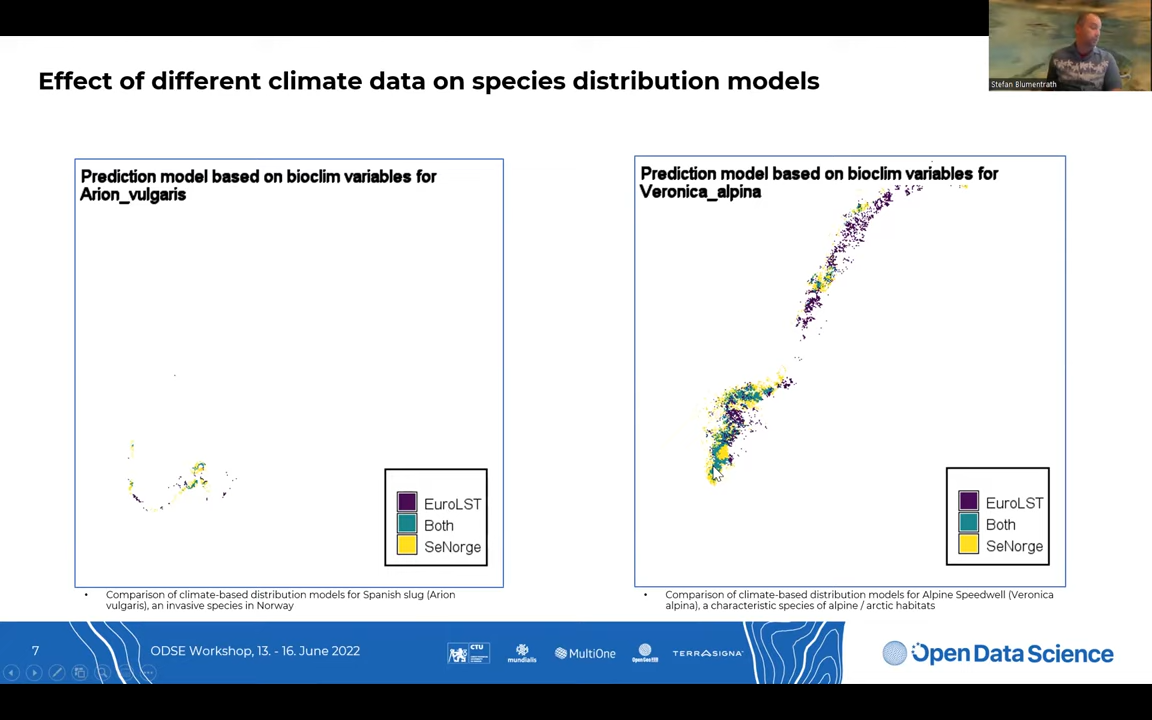 Effect of different climate data on species distribution models
Stefan Blumentrath
Prediction model based on bioclim variables for
Arion_vulgaris
EuroLST
Both
SeNorge
• Comparison of climate-based distribution models for Spanish slug (Arion
vulgaris), an invasive species in Norway
Prediction model based on bioclim variables for
Veronica_alpina
EuroLST
Both
SeNorge
• Comparison of climate-based distribution models for Alpine Speedwell (Veronica
alpina), a characteristic species of alpine / arctic habitats
7
ODSE Workshop, 13. - 16. June 2022
CTU
mundialis
MultiOne
OpenGeoHub
TERRASIGNA
Open Data Science